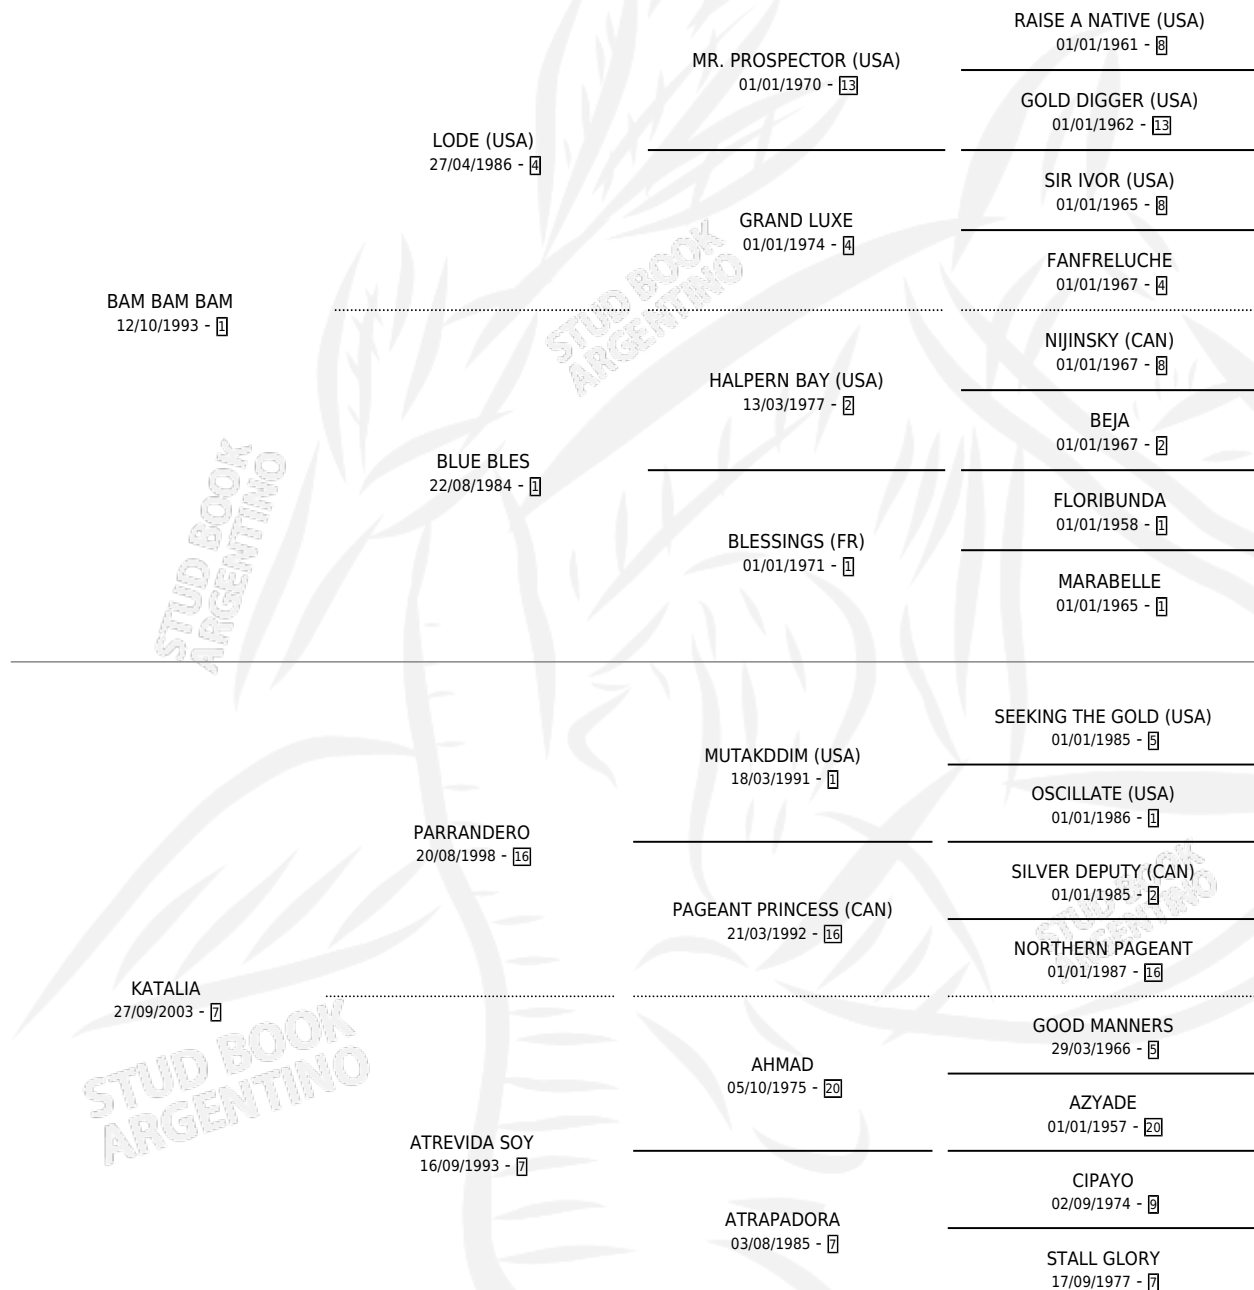 RAISE A NATIVE (USA)
01/01/1961 - 8
MR. PROSPECTOR (USA)
01/01/1970 - 13
GOLD DIGGER (USA)
01/01/1962 - 13
LODE (USA)
27/04/1986 - 4
SIR IVOR (USA)
01/01/1965 - 8
GRAND LUXE
01/01/1974 - 4
FANFRELUCHE
01/01/1967 - 4
BAM BAM BAM
12/10/1993 - 1
NIJINSKY (CAN)
01/01/1967 - 8
HALPERN BAY (USA)
13/03/1977 - 2
BEJA
01/01/1967 - 2
BLUE BLES
22/08/1984 - 1
FLORIBUNDA
01/01/1958 - 1
BLESSINGS (FR)
01/01/1971 - 1
MARABELLE
01/01/1965 - 1
STUD BOOK
ARGENTINO
STUD BOOK
ARGENTINO
SEEKING THE GOLD (USA)
01/01/1985 - 5
MUTAKDDIM (USA)
18/03/1991 - 1
OSCILLATE (USA)
01/01/1986 - 1
PARRANDERO
20/08/1998 - 16
SILVER DEPUTY (CAN)
01/01/1985 - 2
PAGEANT PRINCESS (CAN)
21/03/1992 - 16
NORTHERN PAGEANT
01/01/1987 - 16
KATALIA
27/09/2003 - 7
GOOD MANNERS
29/03/1966 - 5
AHMAD
05/10/1975 - 20
AZYADE
01/01/1957 - 20
ATREVIDA SOY
16/09/1993 - 7
CIPAYO
02/09/1974 - 9
ATRAPADORA
03/08/1985 - 7
STALL GLORY
17/09/1977 - 7
STUD BOOK
ARGENTINO
STUD BOOK
ARGENTINO